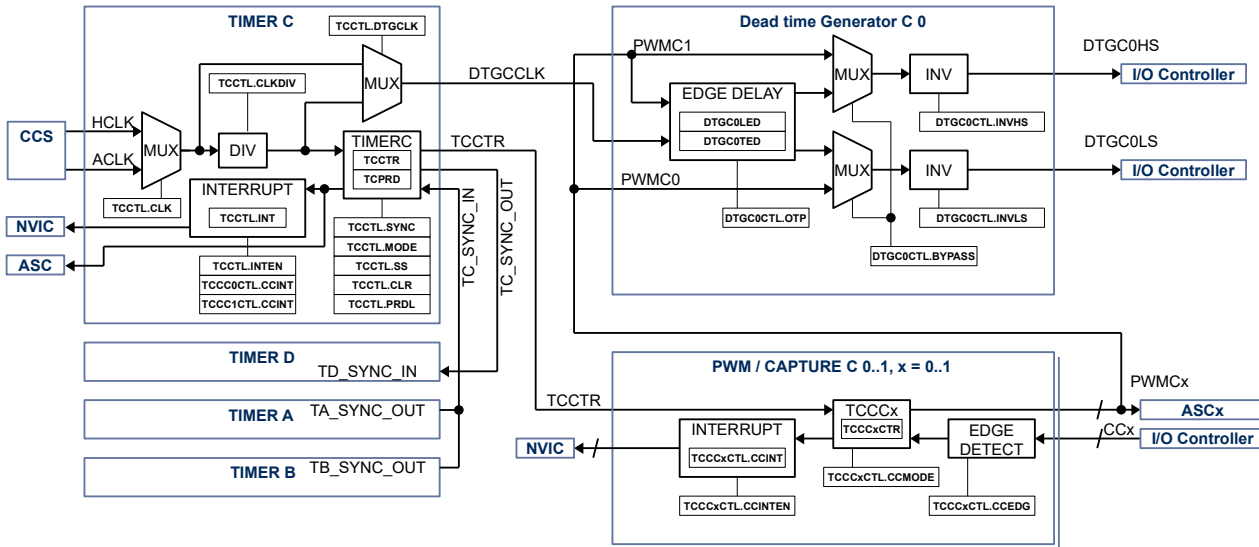 TIMER C
TCCTL.DTGCLK
MUX
DTGCCLK
TCCTL.CLKDIV
CCS
HCLK
ACLK
MUX
DIV
TIMERC
TCCTR
TCPRD
TCCTR
TCCTL.CLK
INTERRUPT
TCCTL.INT
NVIC
ASC
TCCTL.INTEN
TCCC0CTL.CCINT
TCCC1CTL.CCINT
TCCTL.SYNC
TCCTL.MODE
TCCTL.SS
TCCTL.CLR
TCCTL.PRDL
TC_SYNC_IN
TC_SYNC_OUT
TIMER D
TD_SYNC_IN
TIMER A
TA_SYNC_OUT
TIMER B
TB_SYNC_OUT
Dead time Generator C 0
PWMC1
MUX
INV
DTGC0HS
I/O Controller
EDGE DELAY
DTGC0LED
DTGC0TED
DTGC0CTL.INVHS
PWMC0
MUX
INV
DTGC0LS
I/O Controller
DTGC0CTL.OTP
DTGC0CTL.INVLS
DTGC0CTL.BYPASS
PWM / CAPTURE C 0..1, x = 0..1
TCCTR
TCCCx
TCCCxCTR
PWMCx
ASCx
NVIC
INTERRUPT
TCCCxCTL.CCINT
EDGE
DETECT
CCx
I/O Controller
TCCCxCTL.CCMODE
TCCCxCTL.CCINTEN
TCCCxCTL.CCEDG